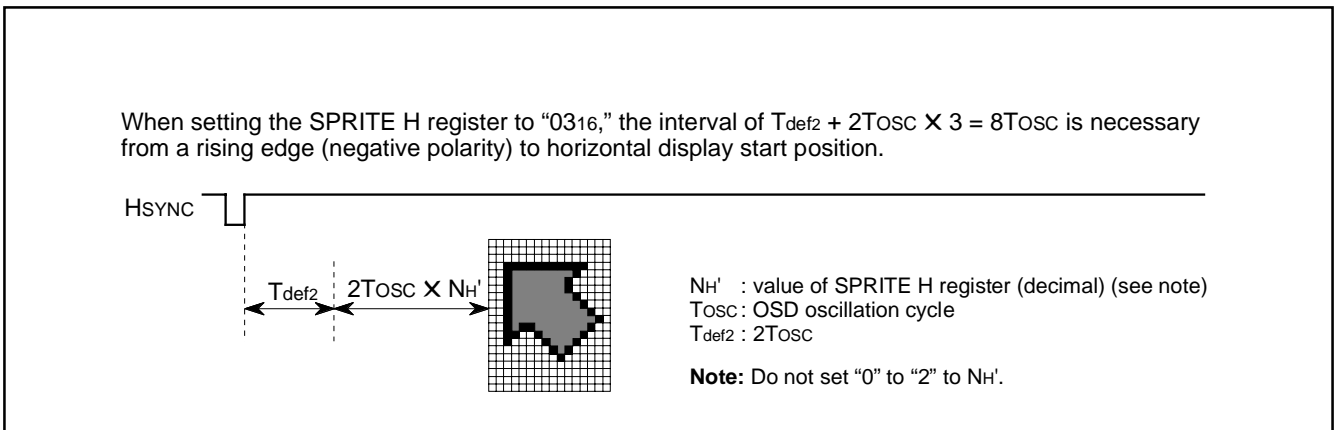 When setting the SPRITE H register to “0316,” the interval of Tdef2 + 2TOSC X 3 = 8TOSC is necessary
from a rising edge (negative polarity) to horizontal display start position.
HSYNC
Tdef2
2TOSC X NH'
NH' : value of SPRITE H register (decimal) (see note)
TOSC : OSD oscillation cycle
Tdef2 : 2TOSC
Note: Do not set “0” to “2” to NH'.